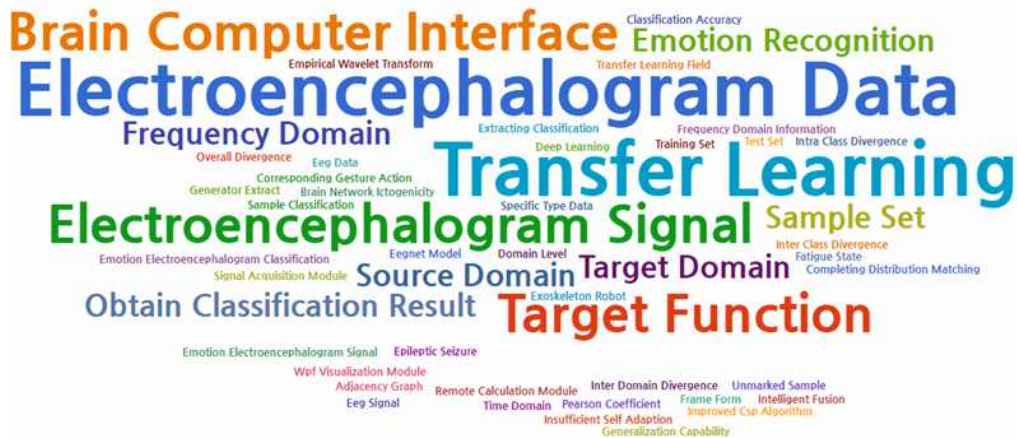 Brain Computer Interface
Classification Accuracy
Emotion Recognition
Empirical Wavelet Transform
Transfer Learning Field
Electroencephalogram Data
Frequency Domain
Extracting Classification
Frequency Domain Information
Deep Learning
Training Set
Test Set
Intra Class Divergence
Overall Divergence
Eeg Data
Transfer Learning
Corresponding Gesture Action
Generator Extract
Brain Network Ictogenicity
Sample Classification
Specific Type Data
Electroencephalogram Signal
Sample Set
Inter Class Divergence
Emotion Electroencephalogram Classification
Eegnet Model
Domain Level
Fatigue State
Signal Acquisition Module
Source Domain
Target Domain
Completing Distribution Matching
Obtain Classification Result
Exoskeleton Robot
Target Function
Emotion Electroencephalogram Signal
Epileptic Seizure
Wpf Visualization Module
Adjacency Graph
Remote Calculation Module
Inter Domain Divergence
Unmarked Sample
Eeg Signal
Time Domain
Pearson Coefficient
Frame Form
Intelligent Fusion
Improved Csp Algorithm
Insufficient Self Adaption
Generalization Capability